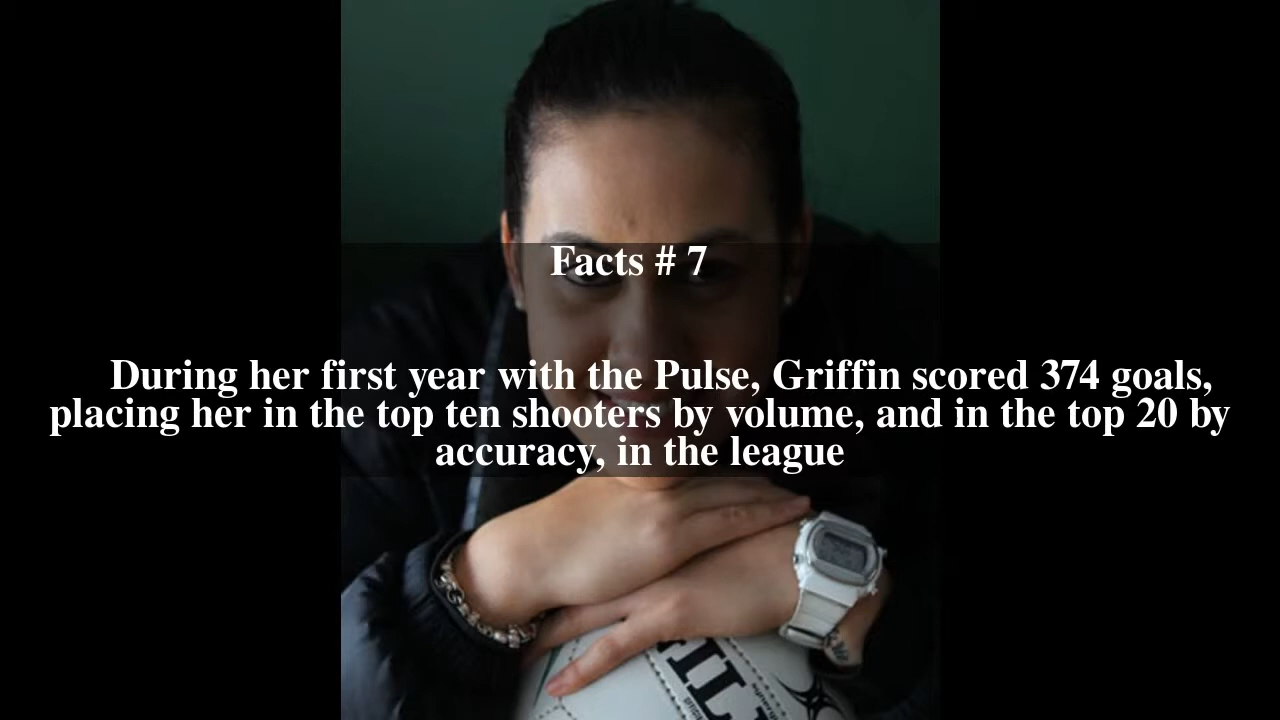 Facts # 7
During her first year with the Pulse, Griffin scored 374 goals,
placing her in the top ten shooters by volume, and in the top 20 by
accuracy, in the league